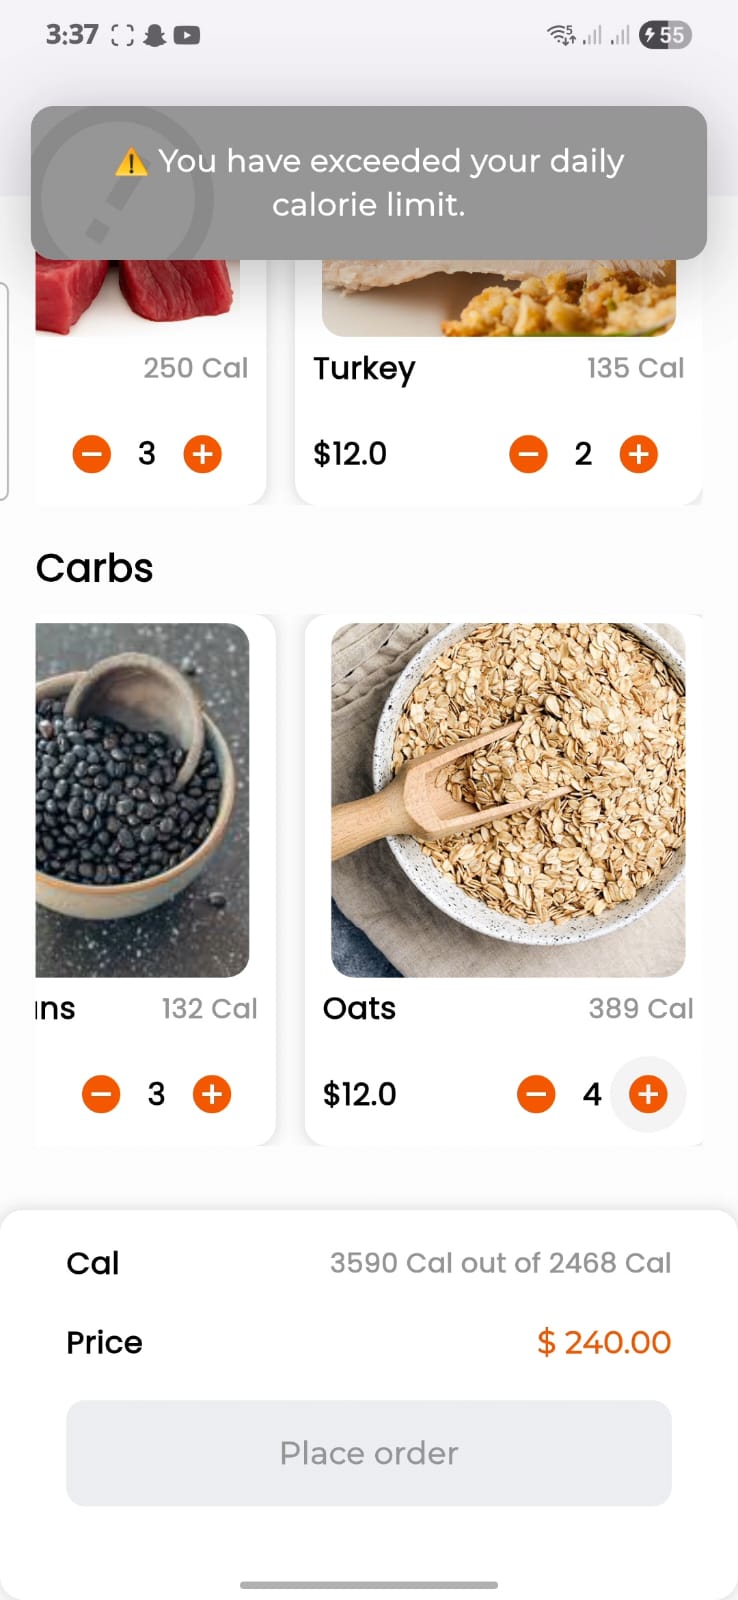 3:37 5 55
⚠️ You have exceeded your daily
calorie limit.
250 Cal
Turkey 135 Cal
3
$12.0 2
Carbs
132 Cal
Oats 389 Cal
3
$12.0 4
Cal 3590 Cal out of 2468 Cal
Price $ 240.00
Place order